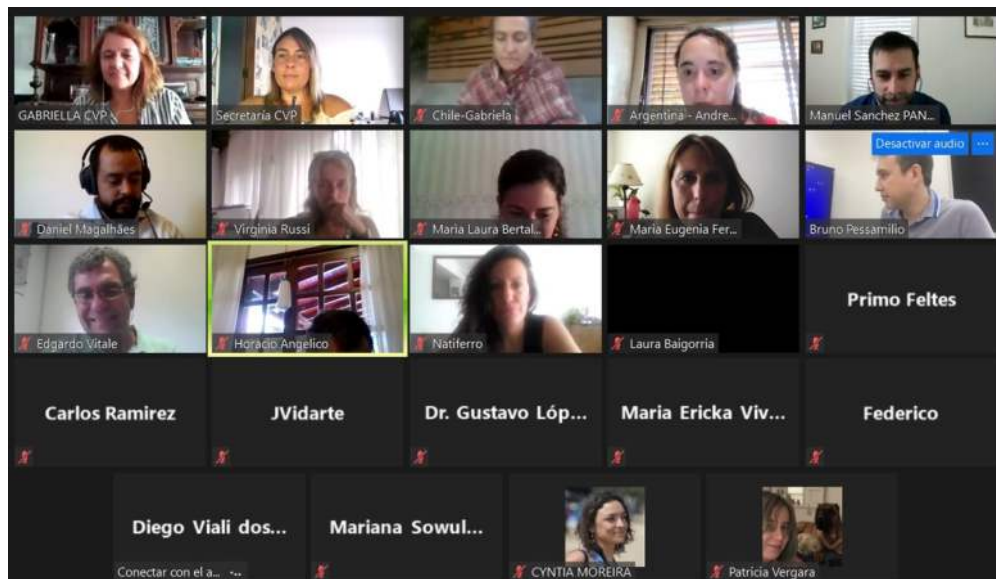 GABRIELLA CVP
Secretaría CVP
Chile-Gabriela
Argentina - Andre...
Manuel Sanchez PAN...
Daniel Magalhães
Virginia Russi
Maria Laura Bertal...
Maria Eugenia Fer...
Desactivar audio ...
Bruno Pessamilio
Edgardo Vitale
Horacio Angelico
Natiferro
Laura Baigorria
Primo Feltes
Carlos Ramirez
JVidarte
Dr. Gustavo Lóp...
Maria Ericka Viv...
Federico
Diego Viali dos...
Conectar con el a...
Mariana Sowul...
CYNTIA MOREIRA
Patricia Vergara